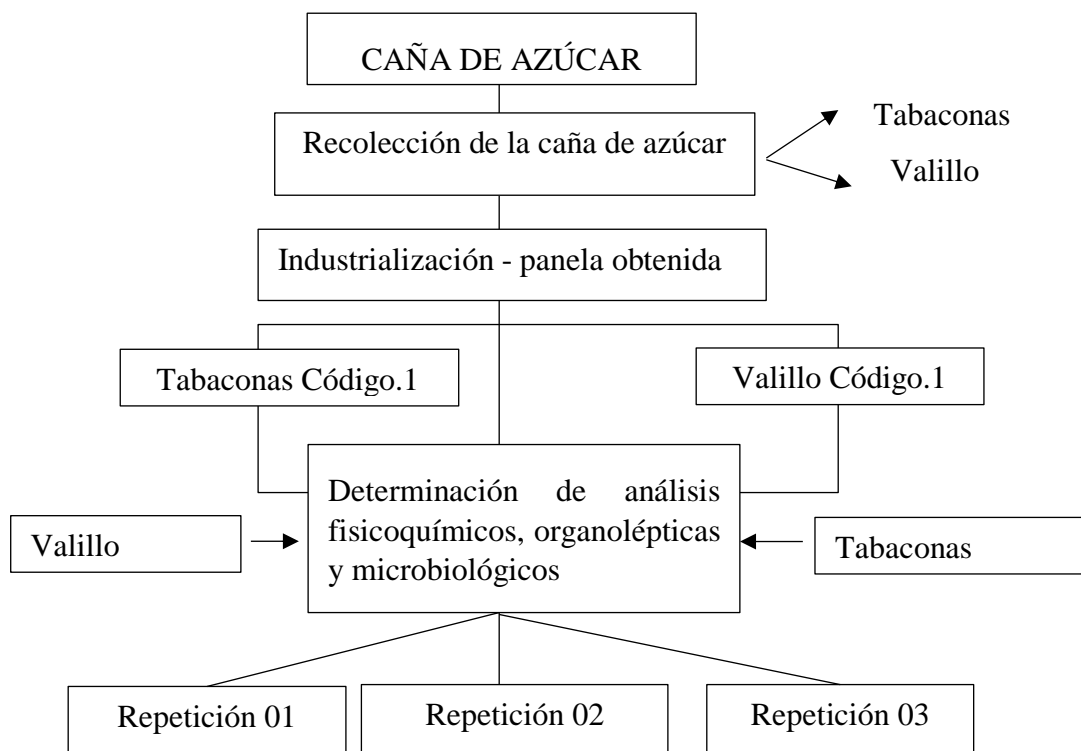 CAÑA DE AZÚCAR
Recolección de la caña de azúcar
Tabaconas
Valillo
Industrialización - panela obtenida
Tabaconas Código.1
Valillo Código.1
Determinación de análisis
fisicoquímicos, organolépticas
y microbiológicos
Valillo
Tabaconas
Repetición 01
Repetición 02
Repetición 03